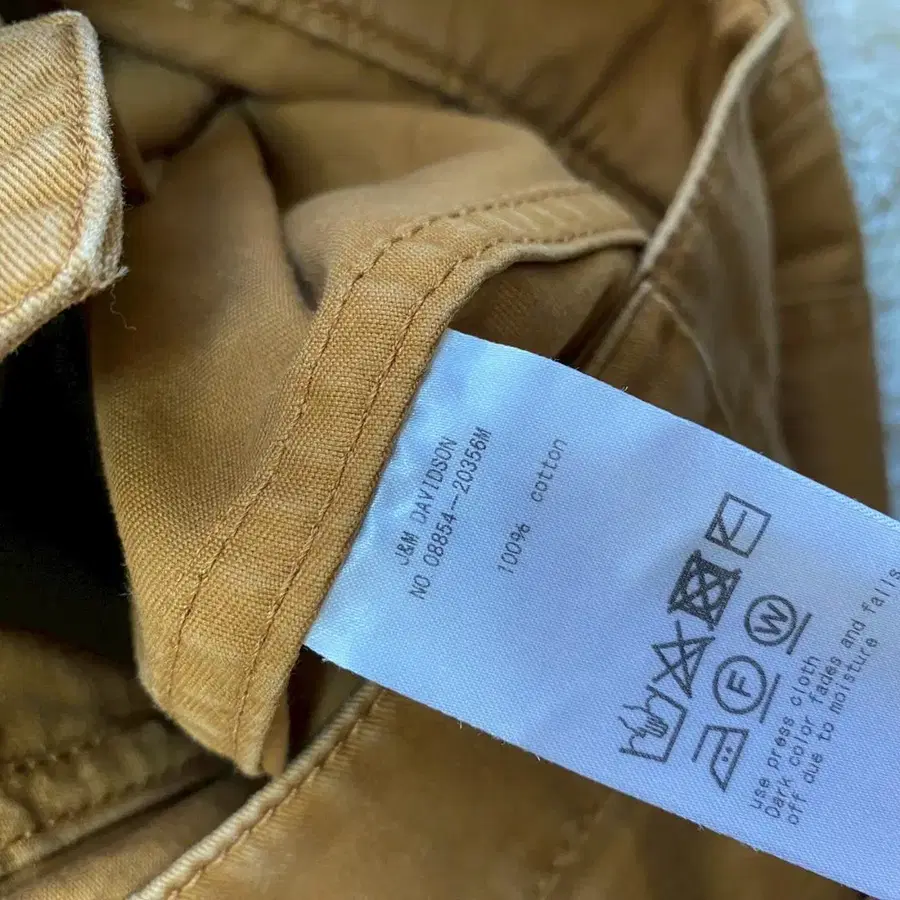 J&M DAVIDSON
NO 08854--20356M
100% cotton
F
W
use press cloth
Dark color fades and falls
off due to moisture